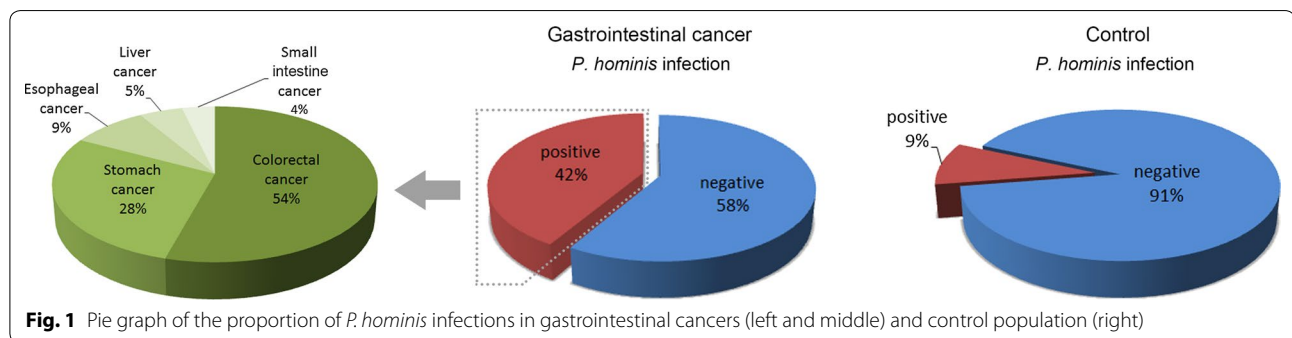 Liver
cancer
5%
Small
intestine
cancer
4%
Esophageal
cancer
9%
Stomach
cancer
28%
Colorectal
cancer
54%
Gastrointestinal cancer
P. hominis infection
positive
42%
negative
58%
Control
P. hominis infection
positive
9%
negative
91%
Fig. 1 Pie graph of the proportion of P. hominis infections in gastrointestinal cancers (left and middle) and control population (right)